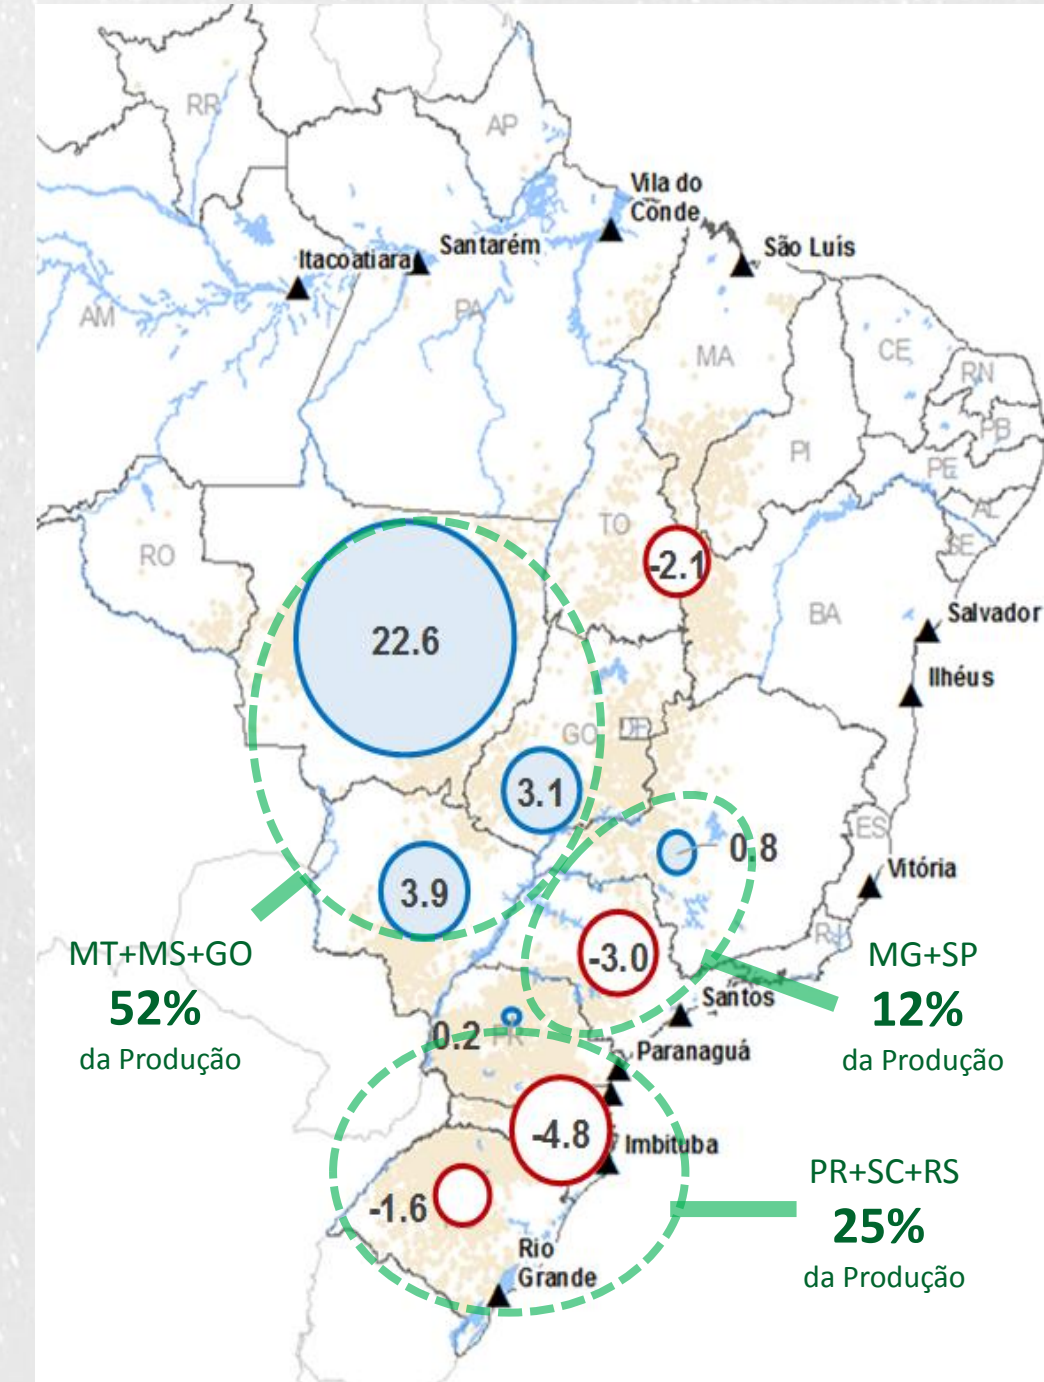 RR
AP
Vila do
Conde
Santarém
São Luís
Itacoatiara
AM
PA
MA
CE
RN
PB
PI
PE
AL
SE
TO
-2.1
RO
BA
Salvador
22.6
Ilhéus
GO
DF
3.1
ES
0.8
Vitória
3.9
RJ
MT+MS+GO
52%
da Produção
-3.0
MG+SP
12%
da Produção
Santos
0.2
PR
Paranaguá
-4.8
Imbituba
-1.6
PR+SC+RS
25%
da Produção
Rio
Grande